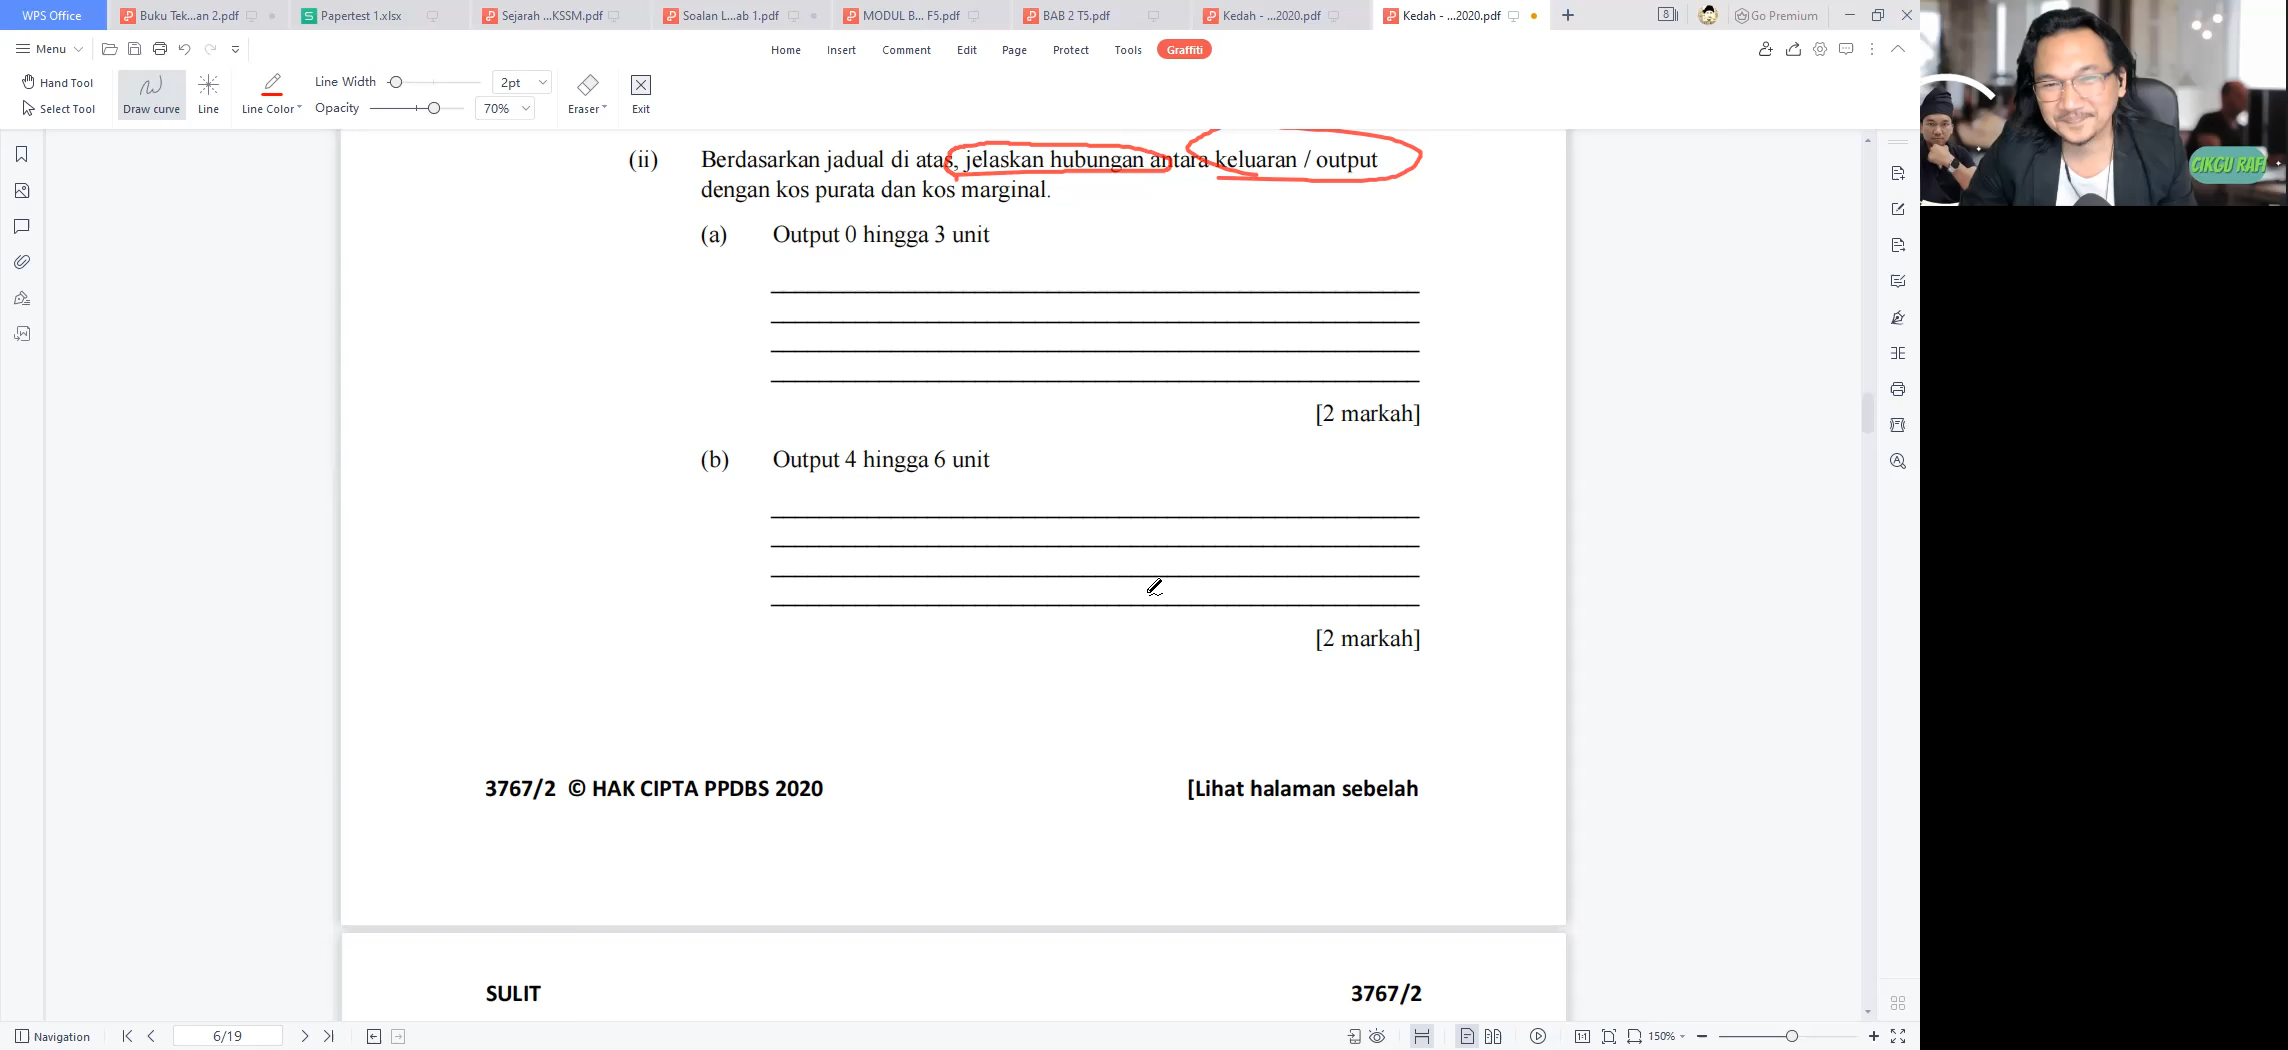 WPS Office
Buku Tek...an 2.pdf
Papertest 1.xlsx
Sejarah ...KSSM.pdf
Soalan L...ab 1.pdf
MODUL B... F5.pdf
BAB 2 T5.pdf
Kedah - ...2020.pdf
Kedah - ...2020.pdf
8
Go Premium
Menu
Home Insert Comment Edit Page Protect Tools Graffiti
Hand Tool
Select Tool
Draw curve
Line
Line Color
Line Width 2pt
Opacity 70%
Eraser
Exit
(ii) Berdasarkan jadual di atas, jelaskan hubungan antara keluaran / output
dengan kos purata dan kos marginal.
(a) Output 0 hingga 3 unit
[2 markah]
(b) Output 4 hingga 6 unit
[2 markah]
3767/2 © HAK CIPTA PPDBS 2020 [Lihat halaman sebelah
SULIT 3767/2
Navigation 6/19 1:1 150%
CIKGU RAFI